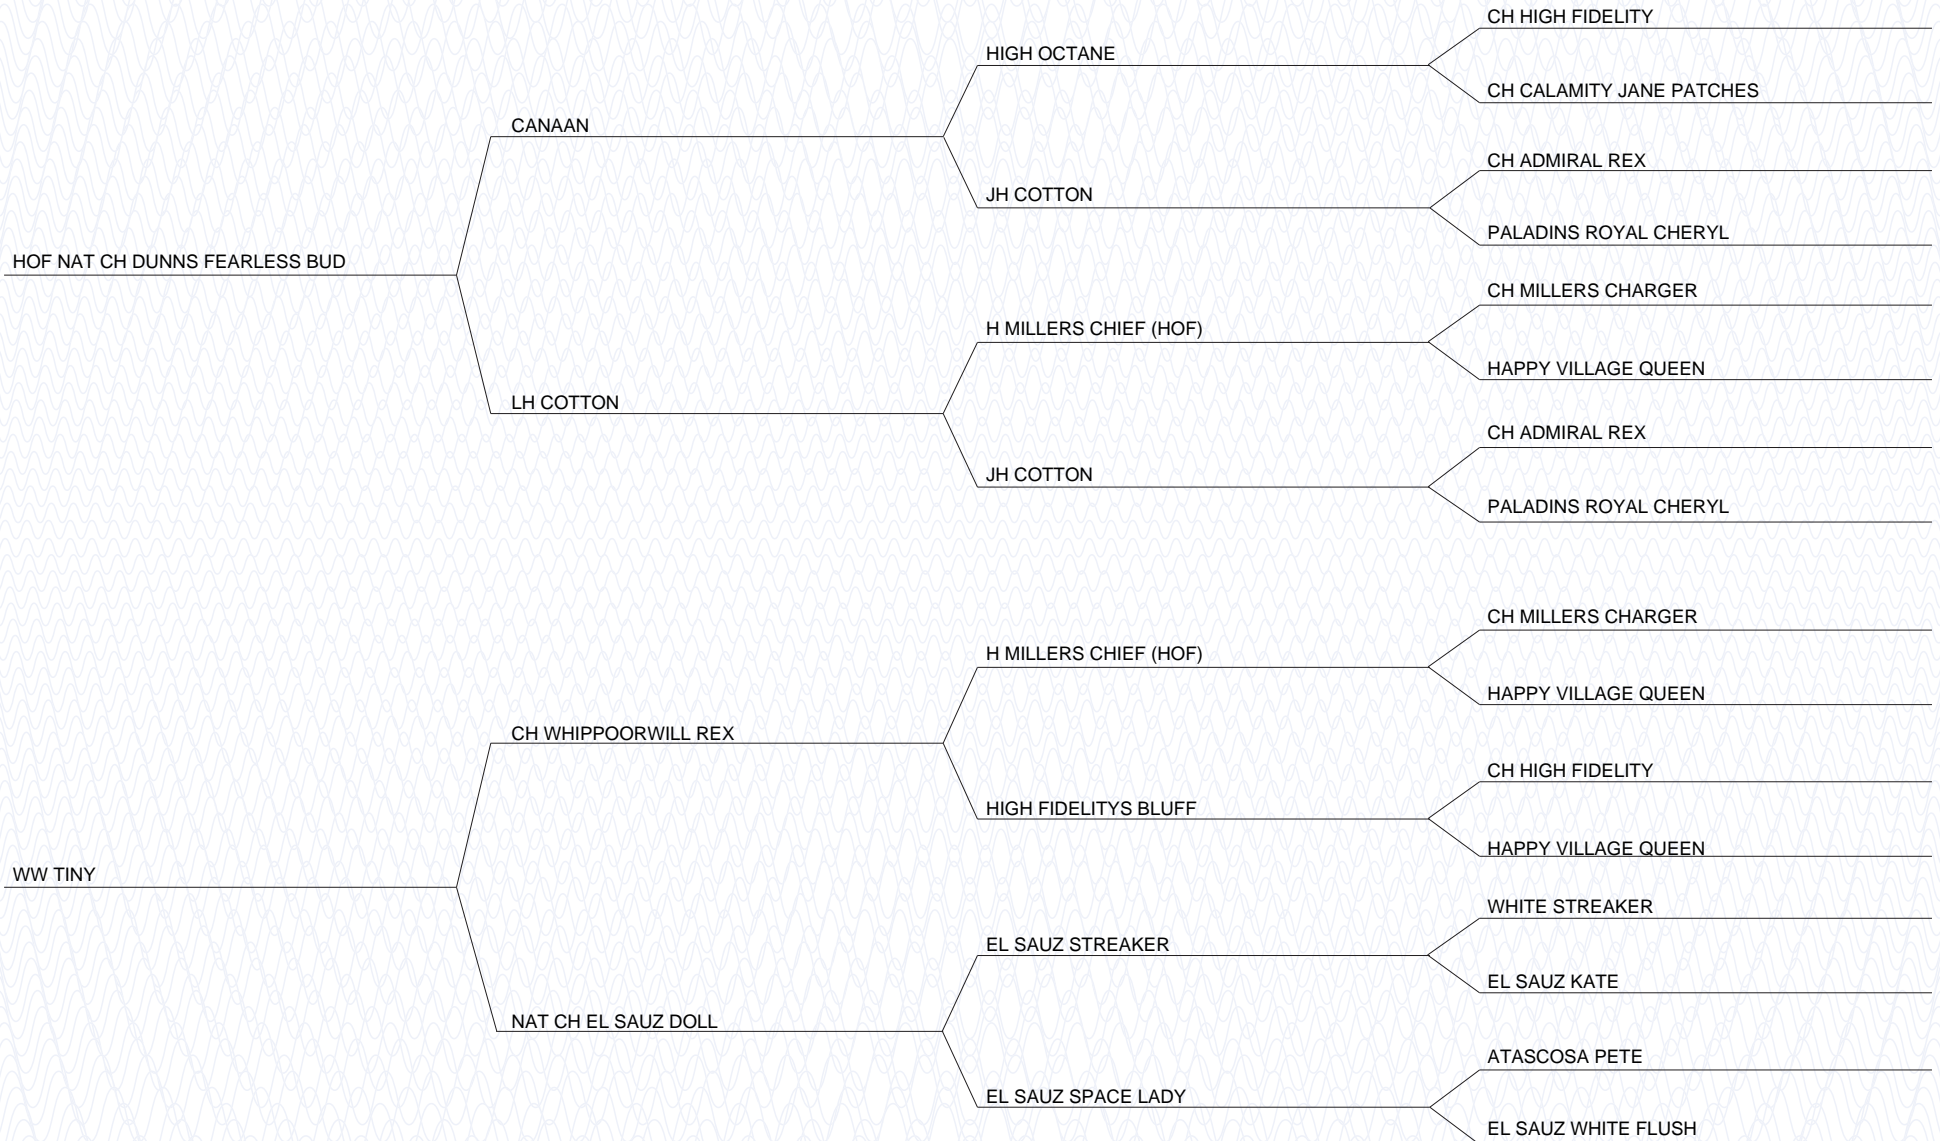 CH HIGH FIDELITY
HIGH OCTANE
CH CALAMITY JANE PATCHES
CANAAN
CH ADMIRAL REX
JH COTTON
PALADINS ROYAL CHERYL
HOF NAT CH DUNNS FEARLESS BUD
CH MILLERS CHARGER
H MILLERS CHIEF (HOF)
HAPPY VILLAGE QUEEN
LH COTTON
CH ADMIRAL REX
JH COTTON
PALADINS ROYAL CHERYL
CH MILLERS CHARGER
H MILLERS CHIEF (HOF)
HAPPY VILLAGE QUEEN
CH WHIPPOORWILL REX
CH HIGH FIDELITY
HIGH FIDELITYS BLUFF
HAPPY VILLAGE QUEEN
WW TINY
WHITE STREAKER
EL SAUZ STREAKER
EL SAUZ KATE
NAT CH EL SAUZ DOLL
ATASCOSA PETE
EL SAUZ SPACE LADY
EL SAUZ WHITE FLUSH